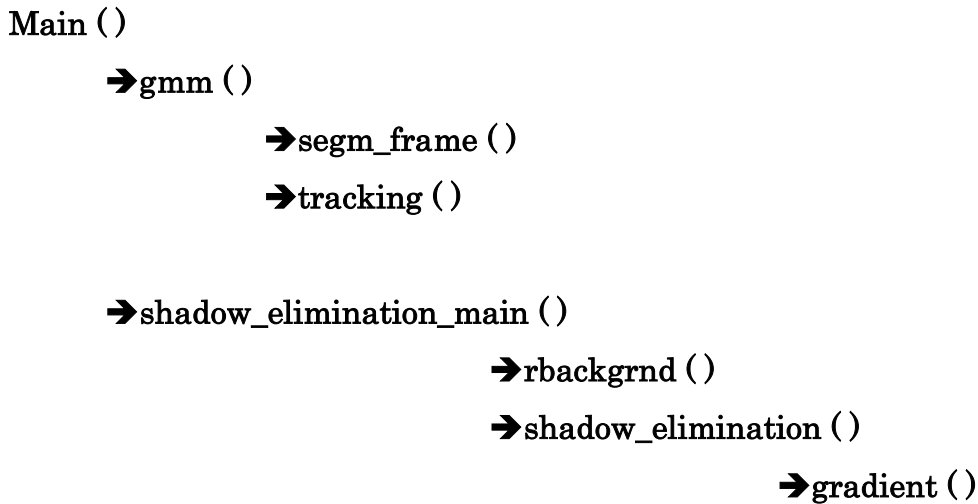 Main ( )
➔gmm ( )
➔segm_frame ( )
➔tracking ( )
➔shadow_elimination_main ( )
➔rbackgrnd ( )
➔shadow_elimination ( )
➔gradient ( )